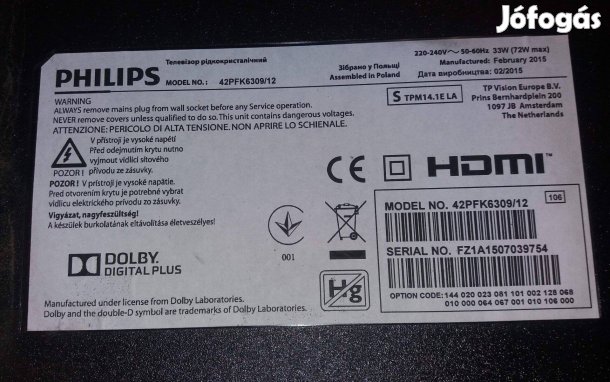 Jófogás
PHILIPS
Телевізор рідкокристалічний
MODEL NO. : 42PFK6309/12
Зібрано у Польщі
Assembled in Poland
220-240V～ 50-60Hz 33W (72W max)
Manufactured: February 2015
Дата виробництва: 02/2015
S TPM14.1E LA
TP Vision Europe B.V.
Prins Bernhardplein 200
1097 JB Amsterdam
The Netherlands
WARNING
ALWAYS remove mains plug from wall socket before any Service operation.
NEVER remove covers unless qualified to do so. This unit contains dangerous voltages.
ATTENZIONE: PERICOLO DI ALTA TENSIONE. NON APRIRE LO SCHIENALE.
V přístroji je vysoké napětí
Před odejmutím krytu nutno
vyjmout vidlici síťového
POZOR ! přívodu ze zásuvky.
POZOR ! V prístroji je vysoké napätie.
Pred otvorením krytu je potrebné vybrať
vidlicu elektrického prívodu zo zásuvky.
Vigyázat, nagyfeszültség!
A készülek burkolatának eltávolítása életveszélyes!
CE
HDMI™
001
DOLBY
DIGITAL PLUS
Hg
MODEL NO. 42PFK6309/12
106
SERIAL NO. FZ1A1507039754
OPTION CODE: 144 020 023 081 101 002 128 068
010 000 064 067 001 010 106 000
Manufactured under license from Dolby Laboratories.
Dolby and the double-D symbol are trademarks of Dolby Laboratories.